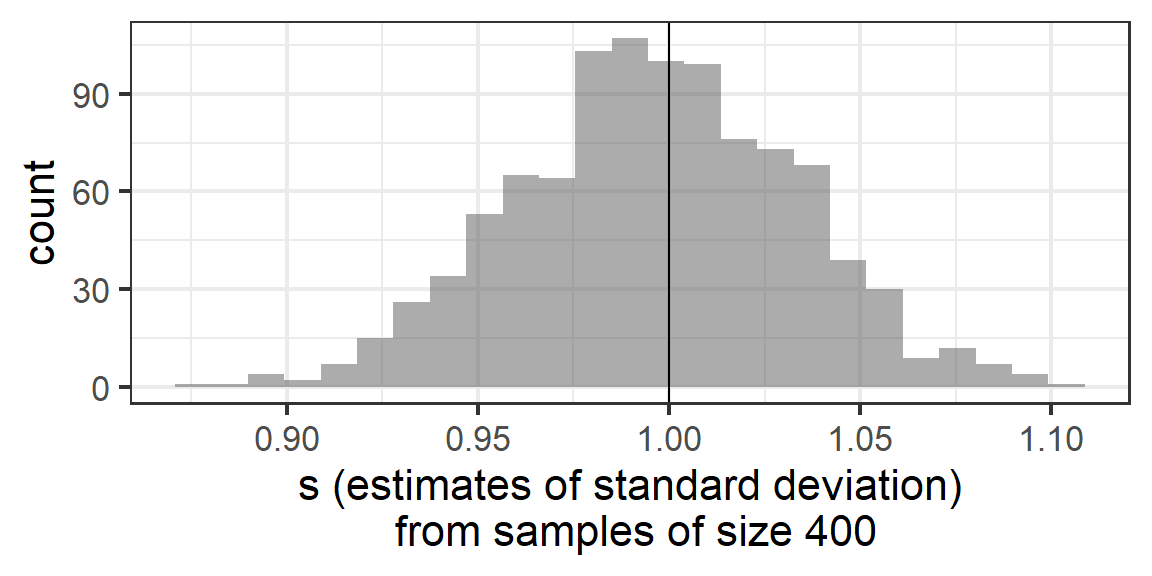 count
90
60
30
0
0.90 0.95 1.00 1.05 1.10
s (estimates of standard deviation)
from samples of size 400